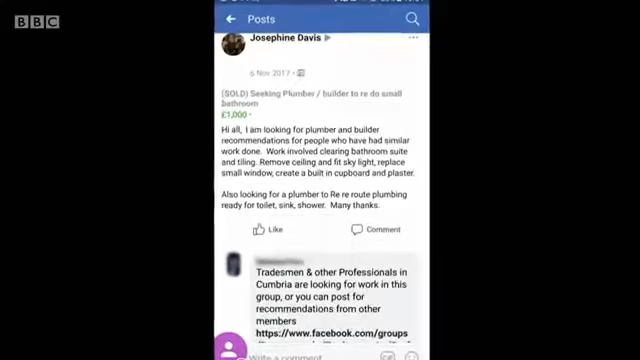 BBC
Posts
Josephine Davis
6 Nov 2017
(SOLD) Seeking Plumber / builder to re do small
bathroom
£1,000
Hi all, I am looking for plumber and builder
recommendations for people who have had similar
work done. Work involved clearing bathroom suite
and tiling. Remove ceiling and fit sky light, replace
small window, create a built in cupboard and plaster.
Also looking for a plumber to Re re route plumbing
ready for toilet, sink, shower. Many thanks.
Like
Comment
Tradesmen & other Professionals in
Cumbria are looking for work in this
group, or you can post for
recommendations from other
members
https://www.facebook.com/groups
Write a comment